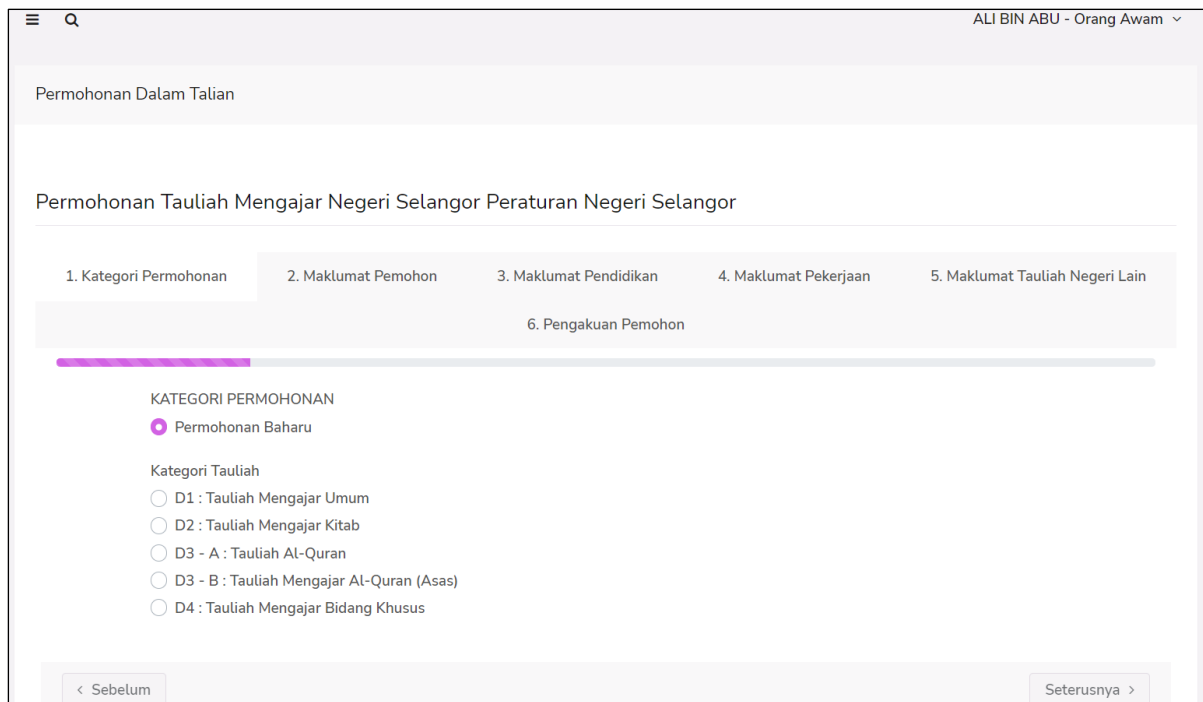 ALI BIN ABU - Orang Awam
Permohonan Dalam Talian
Permohonan Tauliah Mengajar Negeri Selangor Peraturan Negeri Selangor
1. Kategori Permohonan 2. Maklumat Pemohon 3. Maklumat Pendidikan 4. Maklumat Pekerjaan 5. Maklumat Tauliah Negeri Lain
6. Pengakuan Pemohon
KATEGORI PERMOHONAN
Permohonan Baharu
Kategori Tauliah
D1 : Tauliah Mengajar Umum
D2 : Tauliah Mengajar Kitab
D3 - A : Tauliah Al-Quran
D3 - B : Tauliah Mengajar Al-Quran (Asas)
D4 : Tauliah Mengajar Bidang Khusus
< Sebelum Seterusnya >